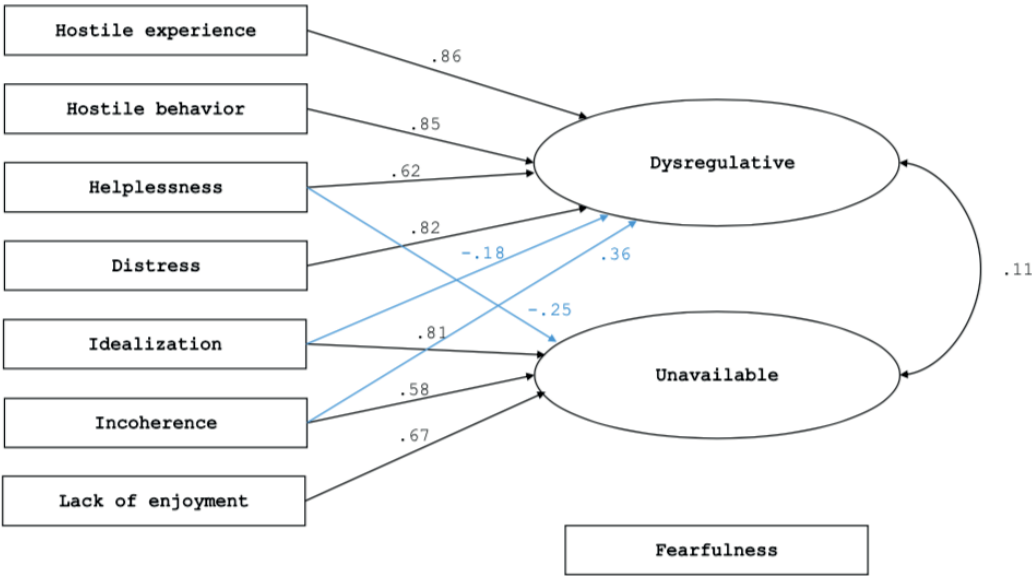 Hostile experience
.86
Hostile behavior
.85
Dysregulative
Helplessness
.62
Distress
.82
-.18
.36
.11
-.25
Idealization
.81
Unavailable
Incoherence
.58
.67
Lack of enjoyment
Fearfulness